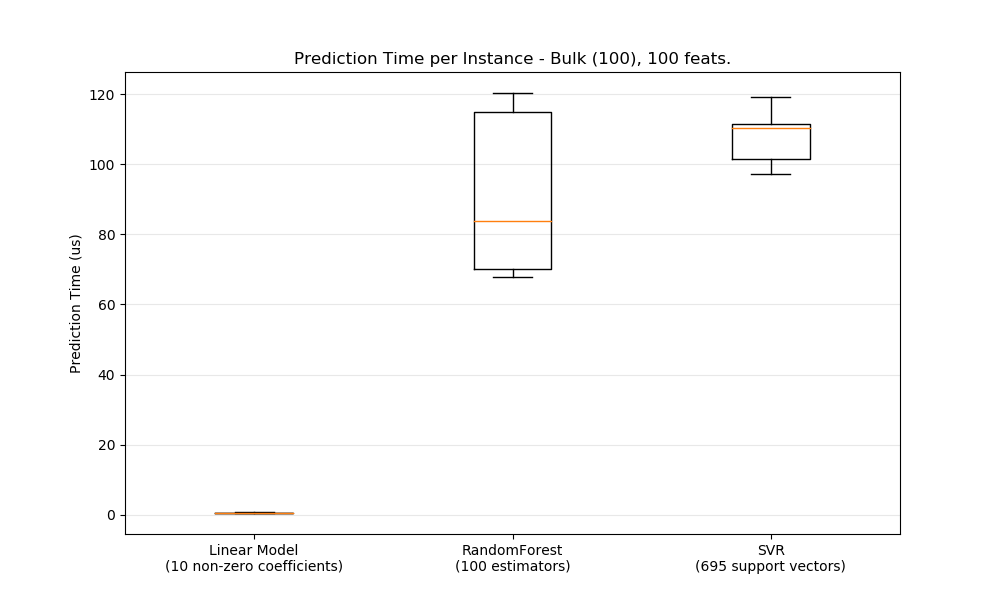 Prediction Time per Instance - Bulk (100), 100 feats.
Prediction Time (us)
120
100
80
60
40
20
0
Linear Model
(10 non-zero coefficients)
RandomForest
(100 estimators)
SVR
(695 support vectors)